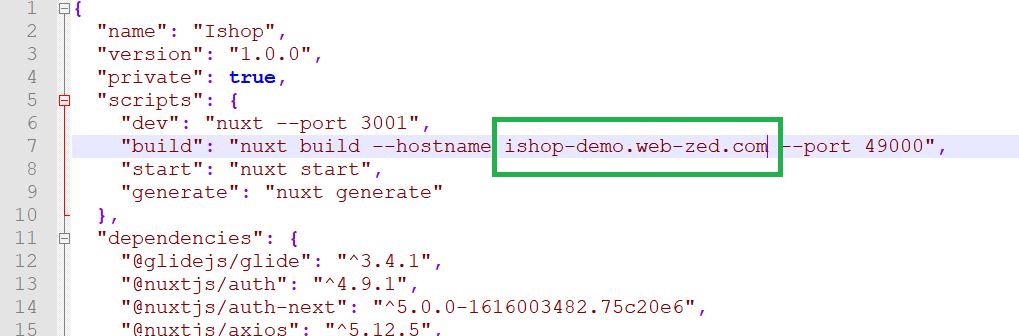 1 {
2 "name": "Ishop",
3 "version": "1.0.0",
4 "private": true,
5 "scripts": {
6 "dev": "nuxt --port 3001",
7 "build": "nuxt build --hostname ishop-demo.web-zed.com --port 49000",
8 "start": "nuxt start",
9 "generate": "nuxt generate"
10 },
11 "dependencies": {
12 "@glidejs/glide": "^3.4.1",
13 "@nuxtjs/auth": "^4.9.1",
14 "@nuxtjs/auth-next": "^5.0.0-1616003482.75c20e6",
15 "@nuxtjs/axios": "^5.12.5",